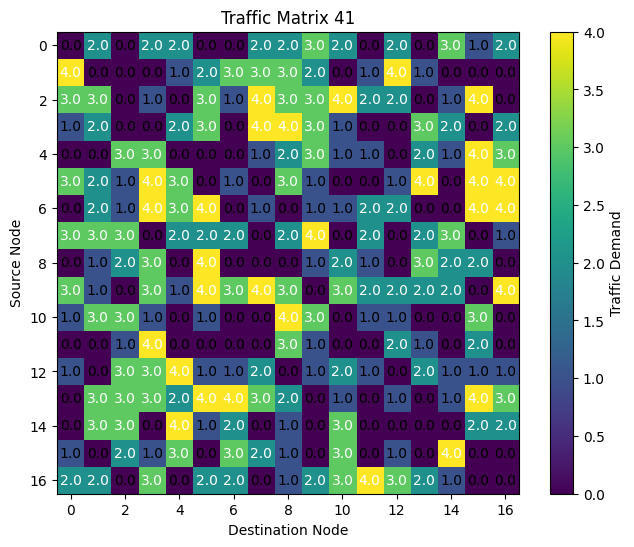 Traffic Matrix 41
0 0.0 2.0 0.0 2.0 2.0 0.0 0.0 2.0 2.0 3.0 2.0 0.0 2.0 0.0 3.0 1.0 2.0
4.0 0.0 0.0 0.0 1.0 2.0 3.0 3.0 3.0 2.0 0.0 1.0 4.0 1.0 0.0 0.0 0.0
2 3.0 3.0 0.0 1.0 0.0 3.0 1.0 4.0 3.0 3.0 4.0 2.0 2.0 0.0 1.0 4.0 0.0
1.0 2.0 0.0 0.0 2.0 3.0 0.0 4.0 4.0 3.0 1.0 0.0 0.0 3.0 2.0 0.0 2.0
4 0.0 0.0 3.0 3.0 0.0 0.0 0.0 1.0 2.0 3.0 1.0 1.0 0.0 2.0 1.0 4.0 3.0
3.0 2.0 1.0 4.0 3.0 0.0 1.0 0.0 3.0 1.0 0.0 0.0 1.0 4.0 0.0 4.0 4.0
6 0.0 2.0 1.0 4.0 3.0 4.0 0.0 1.0 0.0 1.0 1.0 2.0 2.0 0.0 0.0 4.0 4.0
3.0 3.0 3.0 0.0 2.0 2.0 2.0 0.0 2.0 4.0 0.0 2.0 0.0 2.0 3.0 0.0 1.0
8 0.0 1.0 2.0 3.0 0.0 4.0 0.0 0.0 0.0 1.0 2.0 1.0 0.0 3.0 2.0 2.0 0.0
3.0 1.0 0.0 3.0 1.0 4.0 3.0 4.0 3.0 0.0 3.0 2.0 2.0 2.0 2.0 0.0 4.0
10 1.0 3.0 3.0 1.0 0.0 1.0 0.0 0.0 4.0 3.0 0.0 1.0 1.0 0.0 0.0 3.0 0.0
0.0 0.0 1.0 4.0 0.0 0.0 0.0 0.0 3.0 1.0 0.0 0.0 2.0 1.0 0.0 2.0 0.0
12 1.0 0.0 3.0 3.0 4.0 1.0 1.0 2.0 0.0 1.0 2.0 1.0 0.0 2.0 1.0 1.0 1.0
0.0 3.0 3.0 3.0 2.0 4.0 4.0 3.0 2.0 0.0 1.0 0.0 1.0 0.0 1.0 4.0 3.0
14 0.0 3.0 3.0 0.0 4.0 1.0 2.0 0.0 1.0 0.0 3.0 0.0 0.0 0.0 0.0 2.0 2.0
1.0 0.0 2.0 1.0 3.0 0.0 3.0 2.0 1.0 0.0 3.0 0.0 1.0 0.0 4.0 0.0 0.0
16 2.0 2.0 0.0 3.0 0.0 2.0 2.0 0.0 1.0 2.0 3.0 4.0 3.0 2.0 1.0 0.0 0.0
0 2 4 6 8 10 12 14 16
Destination Node
Source Node
4.0
3.5
3.0
2.5
2.0
1.5
1.0
0.5
0.0
Traffic Demand